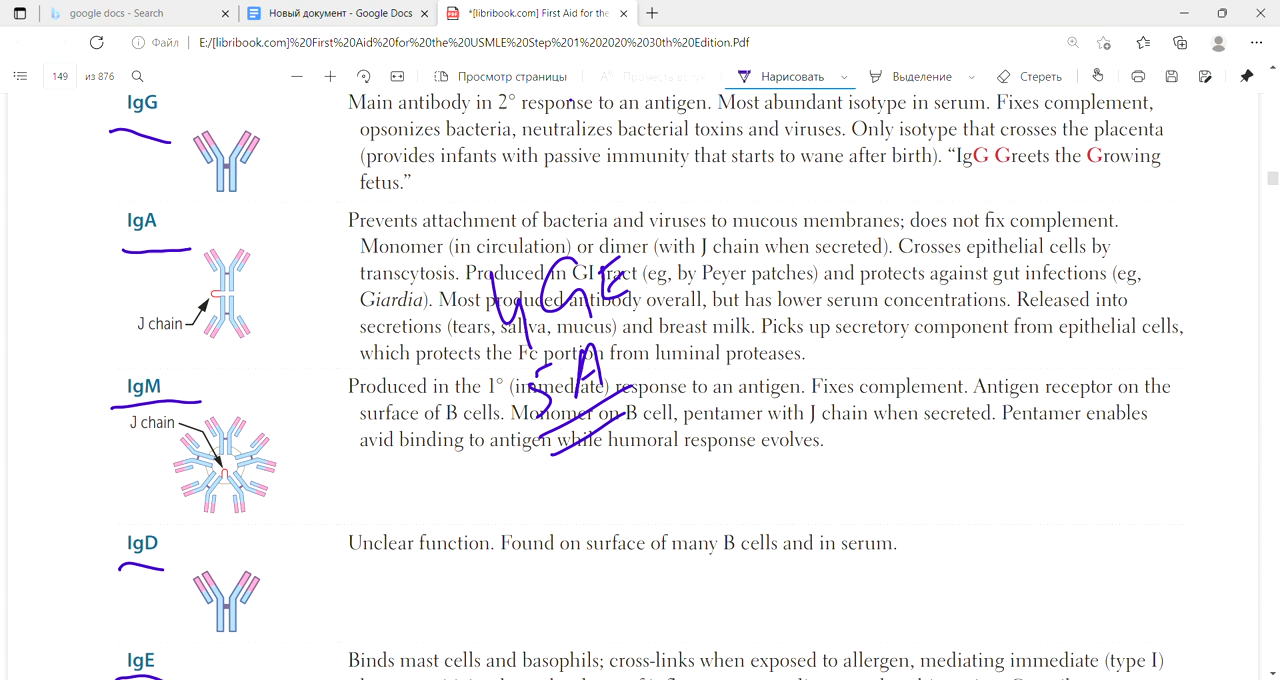 google docs - Search
Новый документ - Google Docs
*[libribook.com] First Aid for the
Файл
E:/[libribook.com]%20First%20Aid%20for%20the%20USMLE%20Step%201%202020%2030th%20Edition.Pdf
149 из 876
Просмотр страницы
Прочесть вслух
Нарисовать
Выделение
Стереть
IgG
Main antibody in 2° response to an antigen. Most abundant isotype in serum. Fixes complement,
opsonizes bacteria, neutralizes bacterial toxins and viruses. Only isotype that crosses the placenta
(provides infants with passive immunity that starts to wane after birth). “IgG Greets the Growing
fetus.”
IgA
J chain
Prevents attachment of bacteria and viruses to mucous membranes; does not fix complement.
Monomer (in circulation) or dimer (with J chain when secreted). Crosses epithelial cells by
transcytosis. Produced in GI tract (eg, by Peyer patches) and protects against gut infections (eg,
Giardia). Most produced antibody overall, but has lower serum concentrations. Released into
secretions (tears, saliva, mucus) and breast milk. Picks up secretory component from epithelial cells,
which protects the Fc portion from luminal proteases.
IgM
J chain
Produced in the 1° (immediate) response to an antigen. Fixes complement. Antigen receptor on the
surface of B cells. Monomer on B cell, pentamer with J chain when secreted. Pentamer enables
avid binding to antigen while humoral response evolves.
IgD
Unclear function. Found on surface of many B cells and in serum.
IgE
Binds mast cells and basophils; cross-links when exposed to allergen, mediating immediate (type I)
4 G E
5 A